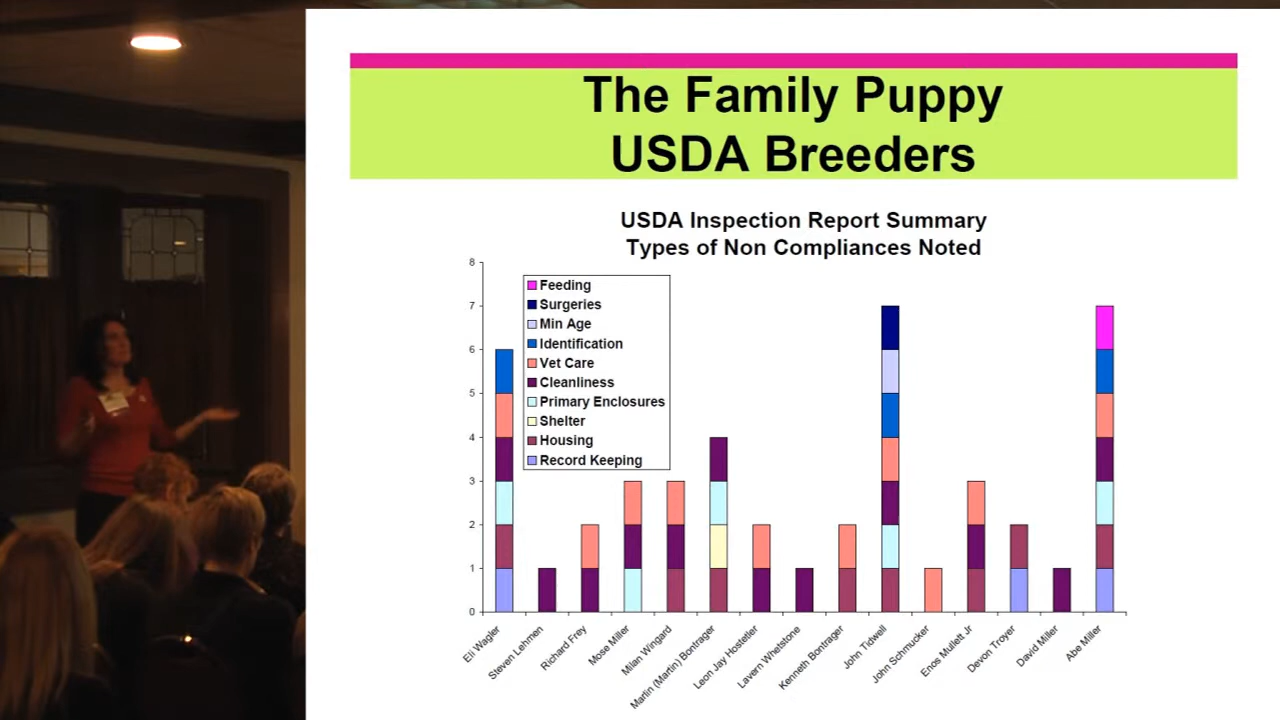 The Family Puppy
USDA Breeders
USDA Inspection Report Summary
Types of Non Compliances Noted
8
7
6
5
4
3
2
1
0
Feeding
Surgeries
Min Age
Identification
Vet Care
Cleanliness
Primary Enclosures
Shelter
Housing
Record Keeping
Eli Wagler
Steven Lehmen
Richard Frey
Mose Miller
Milan Wingard
Martin (Martin) Bontrager
Leon Jay Hostetler
Lavern Whetstone
Kenneth Bontrager
John Tidwell
John Schmucker
Enos Mullett Jr
Devon Troyer
David Miller
Abe Miller